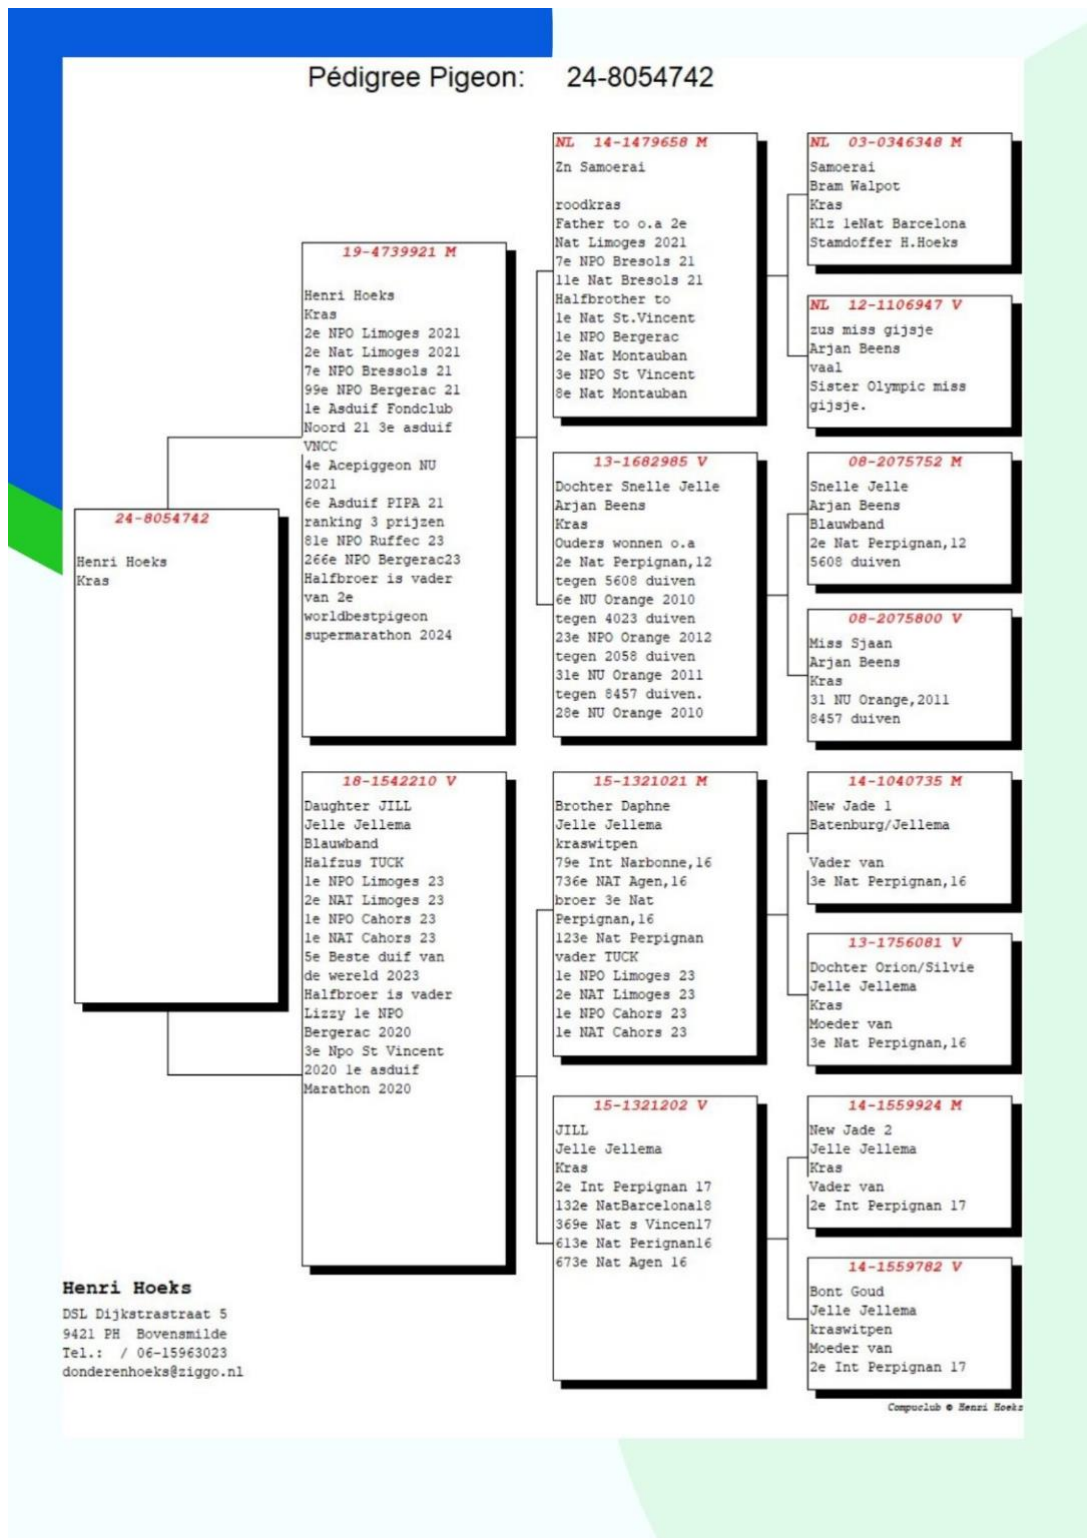 Pédigree Pigeon: 24-8054742
24-8054742
Henri Hoeks
Kras
19-4739921 M
Henri Hoeks
Kras
2e NPO Limoges 2021
2e Nat Limoges 2021
7e NPO Bressols 21
99e NPO Bergerac 21
1e Asduif Fondclub
Noord 21 3e asduif
VNCC
4e Acepiggeon NU
2021
6e Asduif PIPA 21
ranking 3 prijzen
81e NPO Ruffec 23
266e NPO Bergerac23
Halfbroer is vader
van 2e
worldbestpigeon
supermarathon 2024
18-1542210 V
Daughter JILL
Jelle Jellema
Blauwband
Halfzus TUCK
1e NPO Limoges 23
2e NAT Limoges 23
1e NPO Cahors 23
1e NAT Cahors 23
5e Beste duif van
de wereld 2023
Halfbroer is vader
Lizzy 1e NPO
Bergerac 2020
3e Npo St Vincent
2020 1e asduif
Marathon 2020
NL 14-1479658 M
Zn Samoerai
roodkras
Father to o.a 2e
Nat Limoges 2021
7e NPO Bresols 21
11e Nat Bresols 21
Halfbrother to
1e Nat St.Vincent
1e NPO Bergerac
2e Nat Montauban
3e NPO St Vincent
8e Nat Montauban
13-1682985 V
Dochter Snelle Jelle
Arjan Beens
Kras
Ouders wonnen o.a
2e Nat Perpignan,12
tegen 5608 duiven
6e NU Orange 2010
tegen 4023 duiven
23e NPO Orange 2012
tegen 2058 duiven
31e NU Orange 2011
tegen 8457 duiven.
28e NU Orange 2010
15-1321021 M
Brother Daphne
Jelle Jellema
kraswitpen
79e Int Narbonne,16
736e NAT Agen,16
broer 3e Nat
Perpignan,16
123e Nat Perpignan
vader TUCK
1e NPO Limoges 23
2e NAT Limoges 23
1e NPO Cahors 23
1e NAT Cahors 23
15-1321202 V
JILL
Jelle Jellema
Kras
2e Int Perpignan 17
132e NatBarcelona18
369e Nat s Vincen17
613e Nat Perignan16
673e Nat Agen 16
NL 03-0346348 M
Samoerai
Bram Walpot
Kras
Klz 1eNat Barcelona
Stamdoffer H.Hoeks
NL 12-1106947 V
zus miss gijsje
Arjan Beens
vaal
Sister Olympic miss
gijsje.
08-2075752 M
Snelle Jelle
Arjan Beens
Blauwband
2e Nat Perpignan,12
5608 duiven
08-2075800 V
Miss Sjaan
Arjan Beens
Kras
31 NU Orange,2011
8457 duiven
14-1040735 M
New Jade 1
Batenburg/Jellema
Vader van
3e Nat Perpignan,16
13-1756081 V
Dochter Orion/Silvie
Jelle Jellema
Kras
Moeder van
3e Nat Perpignan,16
14-1559924 M
New Jade 2
Jelle Jellema
Kras
Vader van
2e Int Perpignan 17
14-1559782 V
Bont Goud
Jelle Jellema
kraswitpen
Moeder van
2e Int Perpignan 17
Henri Hoeks
DSL Dijkstrastraat 5
9421 PH Bovensmilde
Tel.: / 06-15963023
donderenhoeks@ziggo.nl
Compuclub © Henri Hoeks